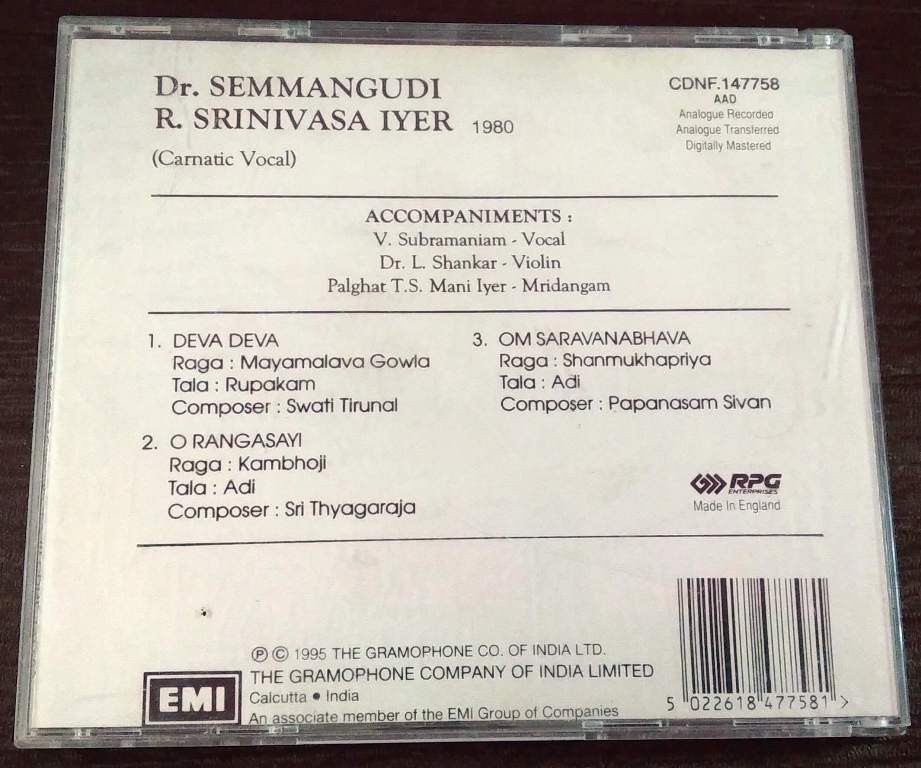 Dr. SEMMANGUDI
R. SRINIVASA IYER 1980
(Carnatic Vocal)
CDNF.147758
AAD
Analogue Recorded
Analogue Transferred
Digitally Mastered
ACCOMPANIMENTS :
V. Subramaniam - Vocal
Dr. L. Shankar - Violin
Palghat T.S. Mani Iyer - Mridangam
1. DEVA DEVA
Raga : Mayamalava Gowla
Tala : Rupakam
Composer : Swati Tirunal
2. O RANGASAYI
Raga : Kambhoji
Tala : Adi
Composer : Sri Thyagaraja
3. OM SARAVANABHAVA
Raga : Shanmukhapriya
Tala : Adi
Composer : Papanasam Sivan
RPG
ENTERPRISES
Made In England
℗ © 1995 THE GRAMOPHONE CO. OF INDIA LTD.
THE GRAMOPHONE COMPANY OF INDIA LIMITED
Calcutta • India
An associate member of the EMI Group of Companies
EMI
5 022618 477581 >